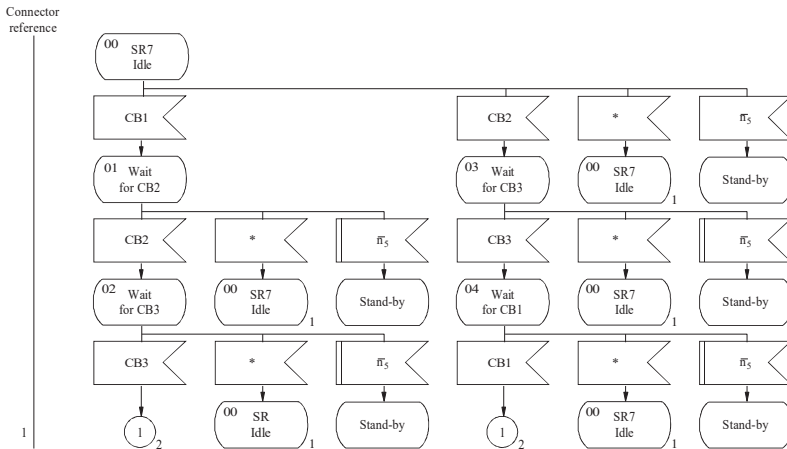 Connector
reference
00 SR7
Idle
CB1
CB2
*
n̅5
01 Wait
for CB2
03 Wait
for CB3
00 SR7
Idle 1
Stand-by
CB2
*
n̅5
CB3
*
n̅5
02 Wait
for CB3
00 SR7
Idle 1
Stand-by
04 Wait
for CB1
00 SR7
Idle 1
Stand-by
CB3
*
n̅5
CB1
*
n̅5
1
1 2
00 SR
Idle 1
Stand-by
1 2
00 SR7
Idle 1
Stand-by